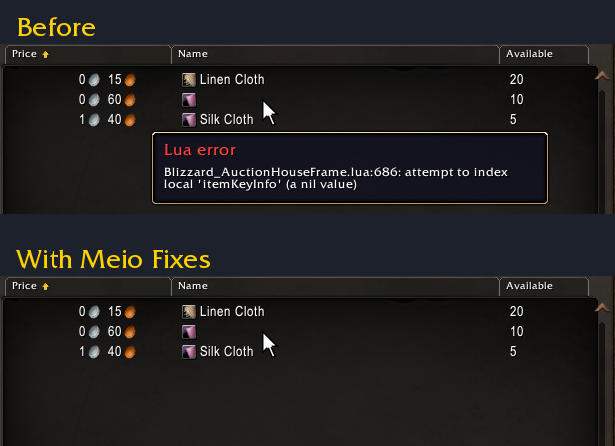 Before
Price Name Available
0 15 Linen Cloth 20
0 60 10
1 40 Silk Cloth 5
Lua error
Blizzard_AuctionHouseFrame.lua:686: attempt to index
local 'itemKeyInfo' (a nil value)
With Meio Fixes
Price Name Available
0 15 Linen Cloth 20
0 60 10
1 40 Silk Cloth 5